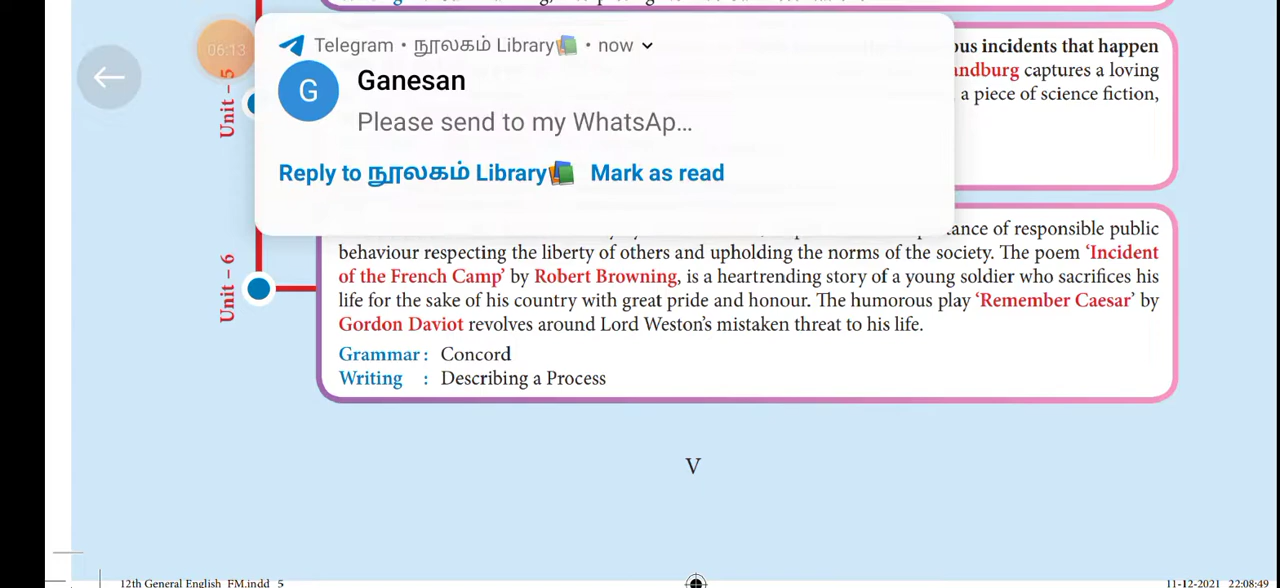 06:13
Telegram • நூலகம் Library📚 • now
G
Ganesan
Please send to my WhatsAp...
Reply to நூலகம் Library📚 Mark as read
Unit – 5
ous incidents that happen
andburg captures a loving
a piece of science fiction,
Unit – 6
of responsible public
behaviour respecting the liberty of others and upholding the norms of the society. The poem ‘Incident
of the French Camp’ by Robert Browning, is a heartrending story of a young soldier who sacrifices his
life for the sake of his country with great pride and honour. The humorous play ‘Remember Caesar’ by
Gordon Daviot revolves around Lord Weston’s mistaken threat to his life.
Grammar : Concord
Writing : Describing a Process
V
12th General English_FM.indd 5
11-12-2021 22:08:49